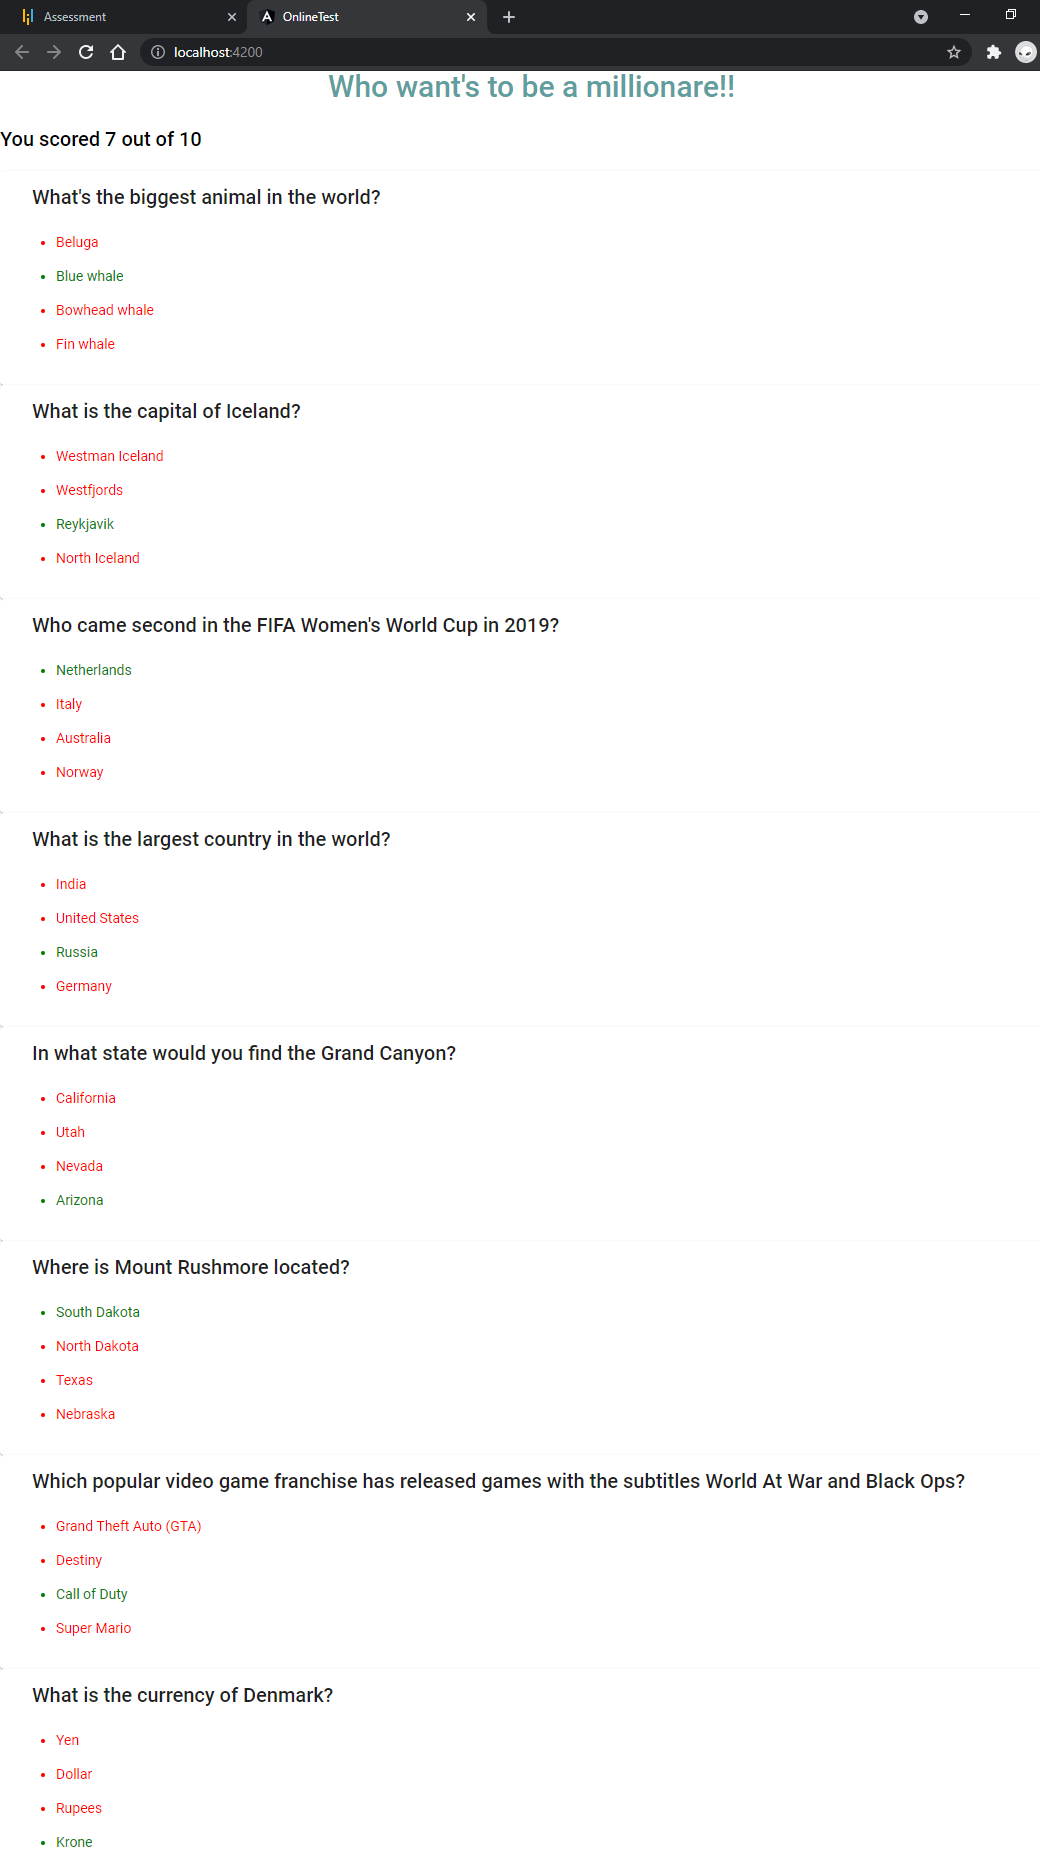 Assessment
OnlineTest
localhost:4200
Who want's to be a millionare!!
You scored 7 out of 10
What's the biggest animal in the world?
Beluga
Blue whale
Bowhead whale
Fin whale
What is the capital of Iceland?
Westman Iceland
Westfjords
Reykjavik
North Iceland
Who came second in the FIFA Women's World Cup in 2019?
Netherlands
Italy
Australia
Norway
What is the largest country in the world?
India
United States
Russia
Germany
In what state would you find the Grand Canyon?
California
Utah
Nevada
Arizona
Where is Mount Rushmore located?
South Dakota
North Dakota
Texas
Nebraska
Which popular video game franchise has released games with the subtitles World At War and Black Ops?
Grand Theft Auto (GTA)
Destiny
Call of Duty
Super Mario
What is the currency of Denmark?
Yen
Dollar
Rupees
Krone